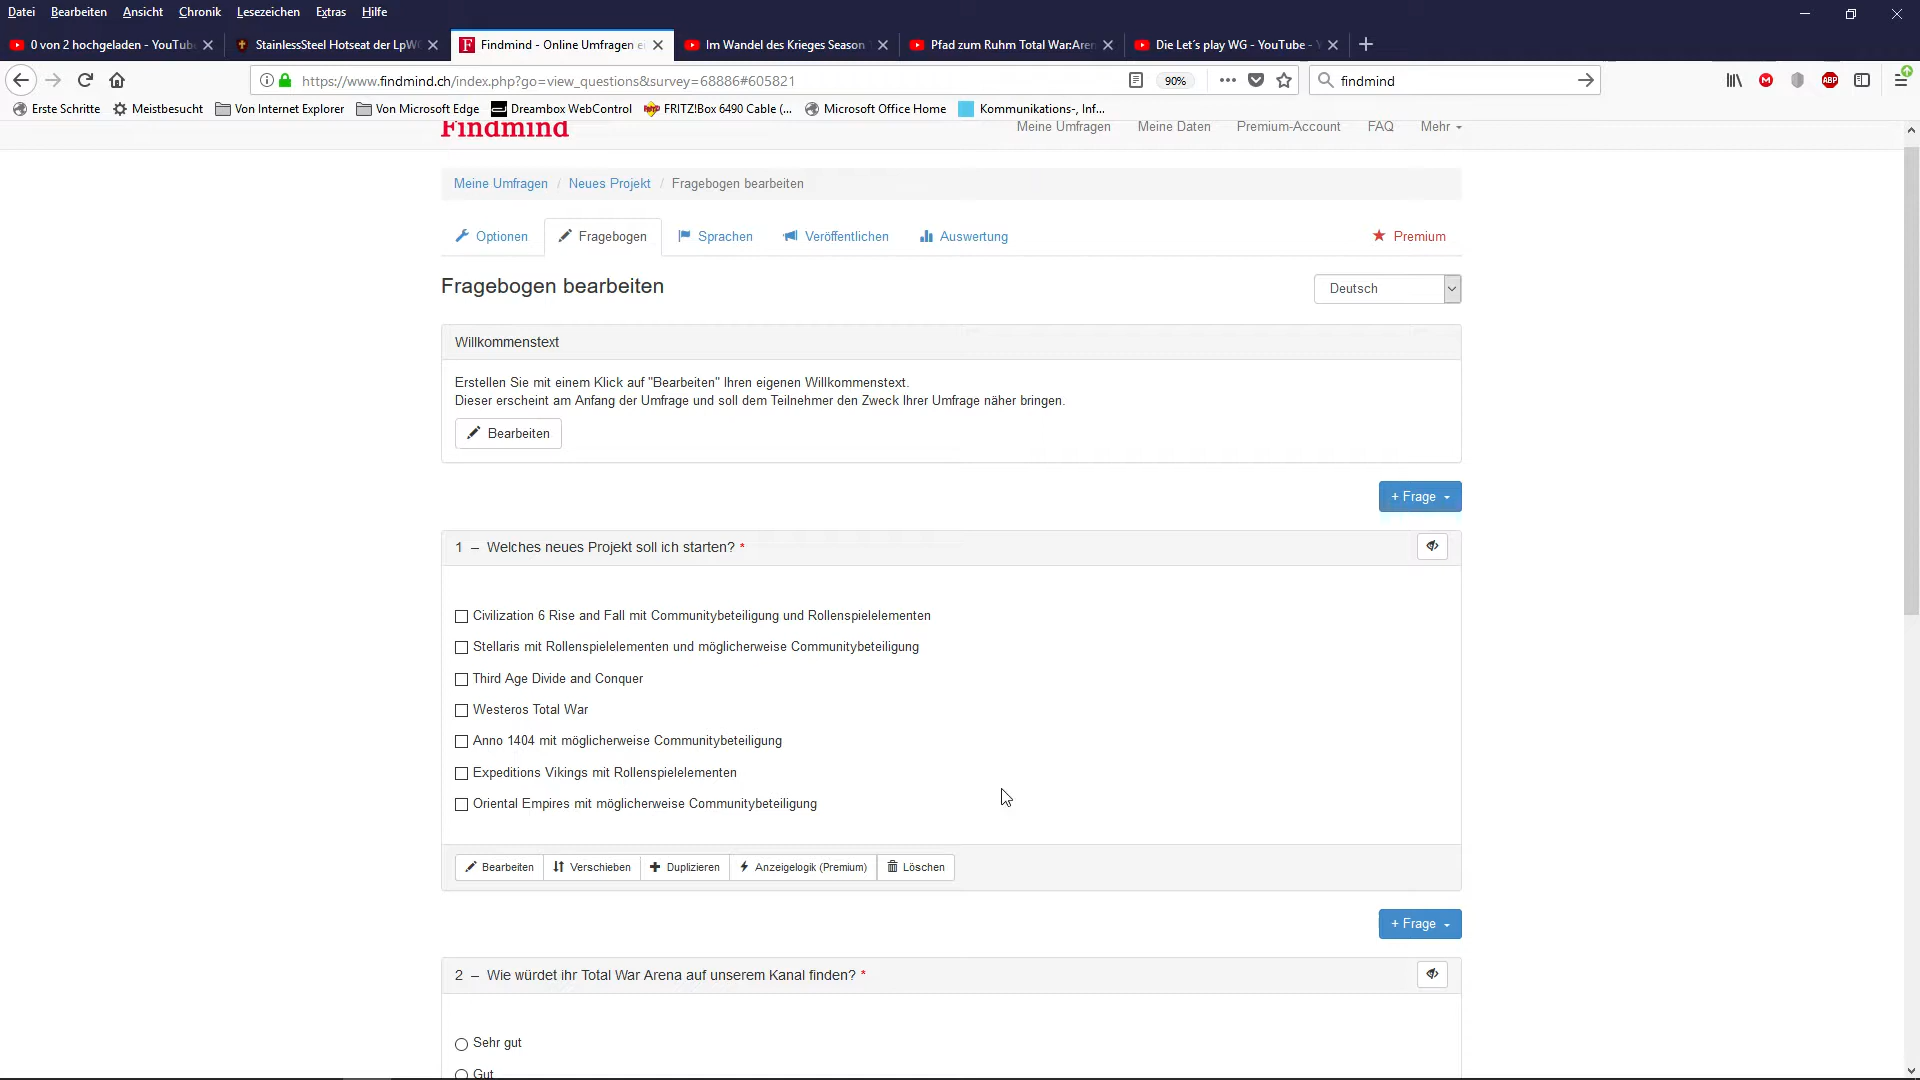 Datei Bearbeiten Ansicht Chronik Lesezeichen Extras Hilfe
0 von 2 hochgeladen - YouTube StainlessSteel Hotseat der LpWG Findmind - Online Umfragen ei Im Wandel des Krieges Season Pfad zum Ruhm Total War:Aren Die Let´s play WG - YouTube -
https://www.findmind.ch/index.php?go=view_questions&survey=68886#605821 90% findmind
ABP
Erste Schritte Meistbesucht Von Internet Explorer Von Microsoft Edge Dreambox WebControl FRITZ!Box 6490 Cable (... Microsoft Office Home Kommunikations-, Inf...
Findmind Meine Umfragen Meine Daten Premium-Account FAQ Mehr
Meine Umfragen / Neues Projekt / Fragebogen bearbeiten
Optionen Fragebogen Sprachen Veröffentlichen Auswertung Premium
Fragebogen bearbeiten Deutsch
Willkommenstext
Erstellen Sie mit einem Klick auf "Bearbeiten" Ihren eigenen Willkommenstext.
Dieser erscheint am Anfang der Umfrage und soll dem Teilnehmer den Zweck Ihrer Umfrage näher bringen.
Bearbeiten
+ Frage
1 – Welches neues Projekt soll ich starten? *
Civilization 6 Rise and Fall mit Communitybeteiligung und Rollenspielelementen
Stellaris mit Rollenspielelementen und möglicherweise Communitybeteiligung
Third Age Divide and Conquer
Westeros Total War
Anno 1404 mit möglicherweise Communitybeteiligung
Expeditions Vikings mit Rollenspielelementen
Oriental Empires mit möglicherweise Communitybeteiligung
Bearbeiten Verschieben Duplizieren Anzeigelogik (Premium) Löschen
+ Frage
2 – Wie würdet ihr Total War Arena auf unserem Kanal finden? *
Sehr gut
Gut